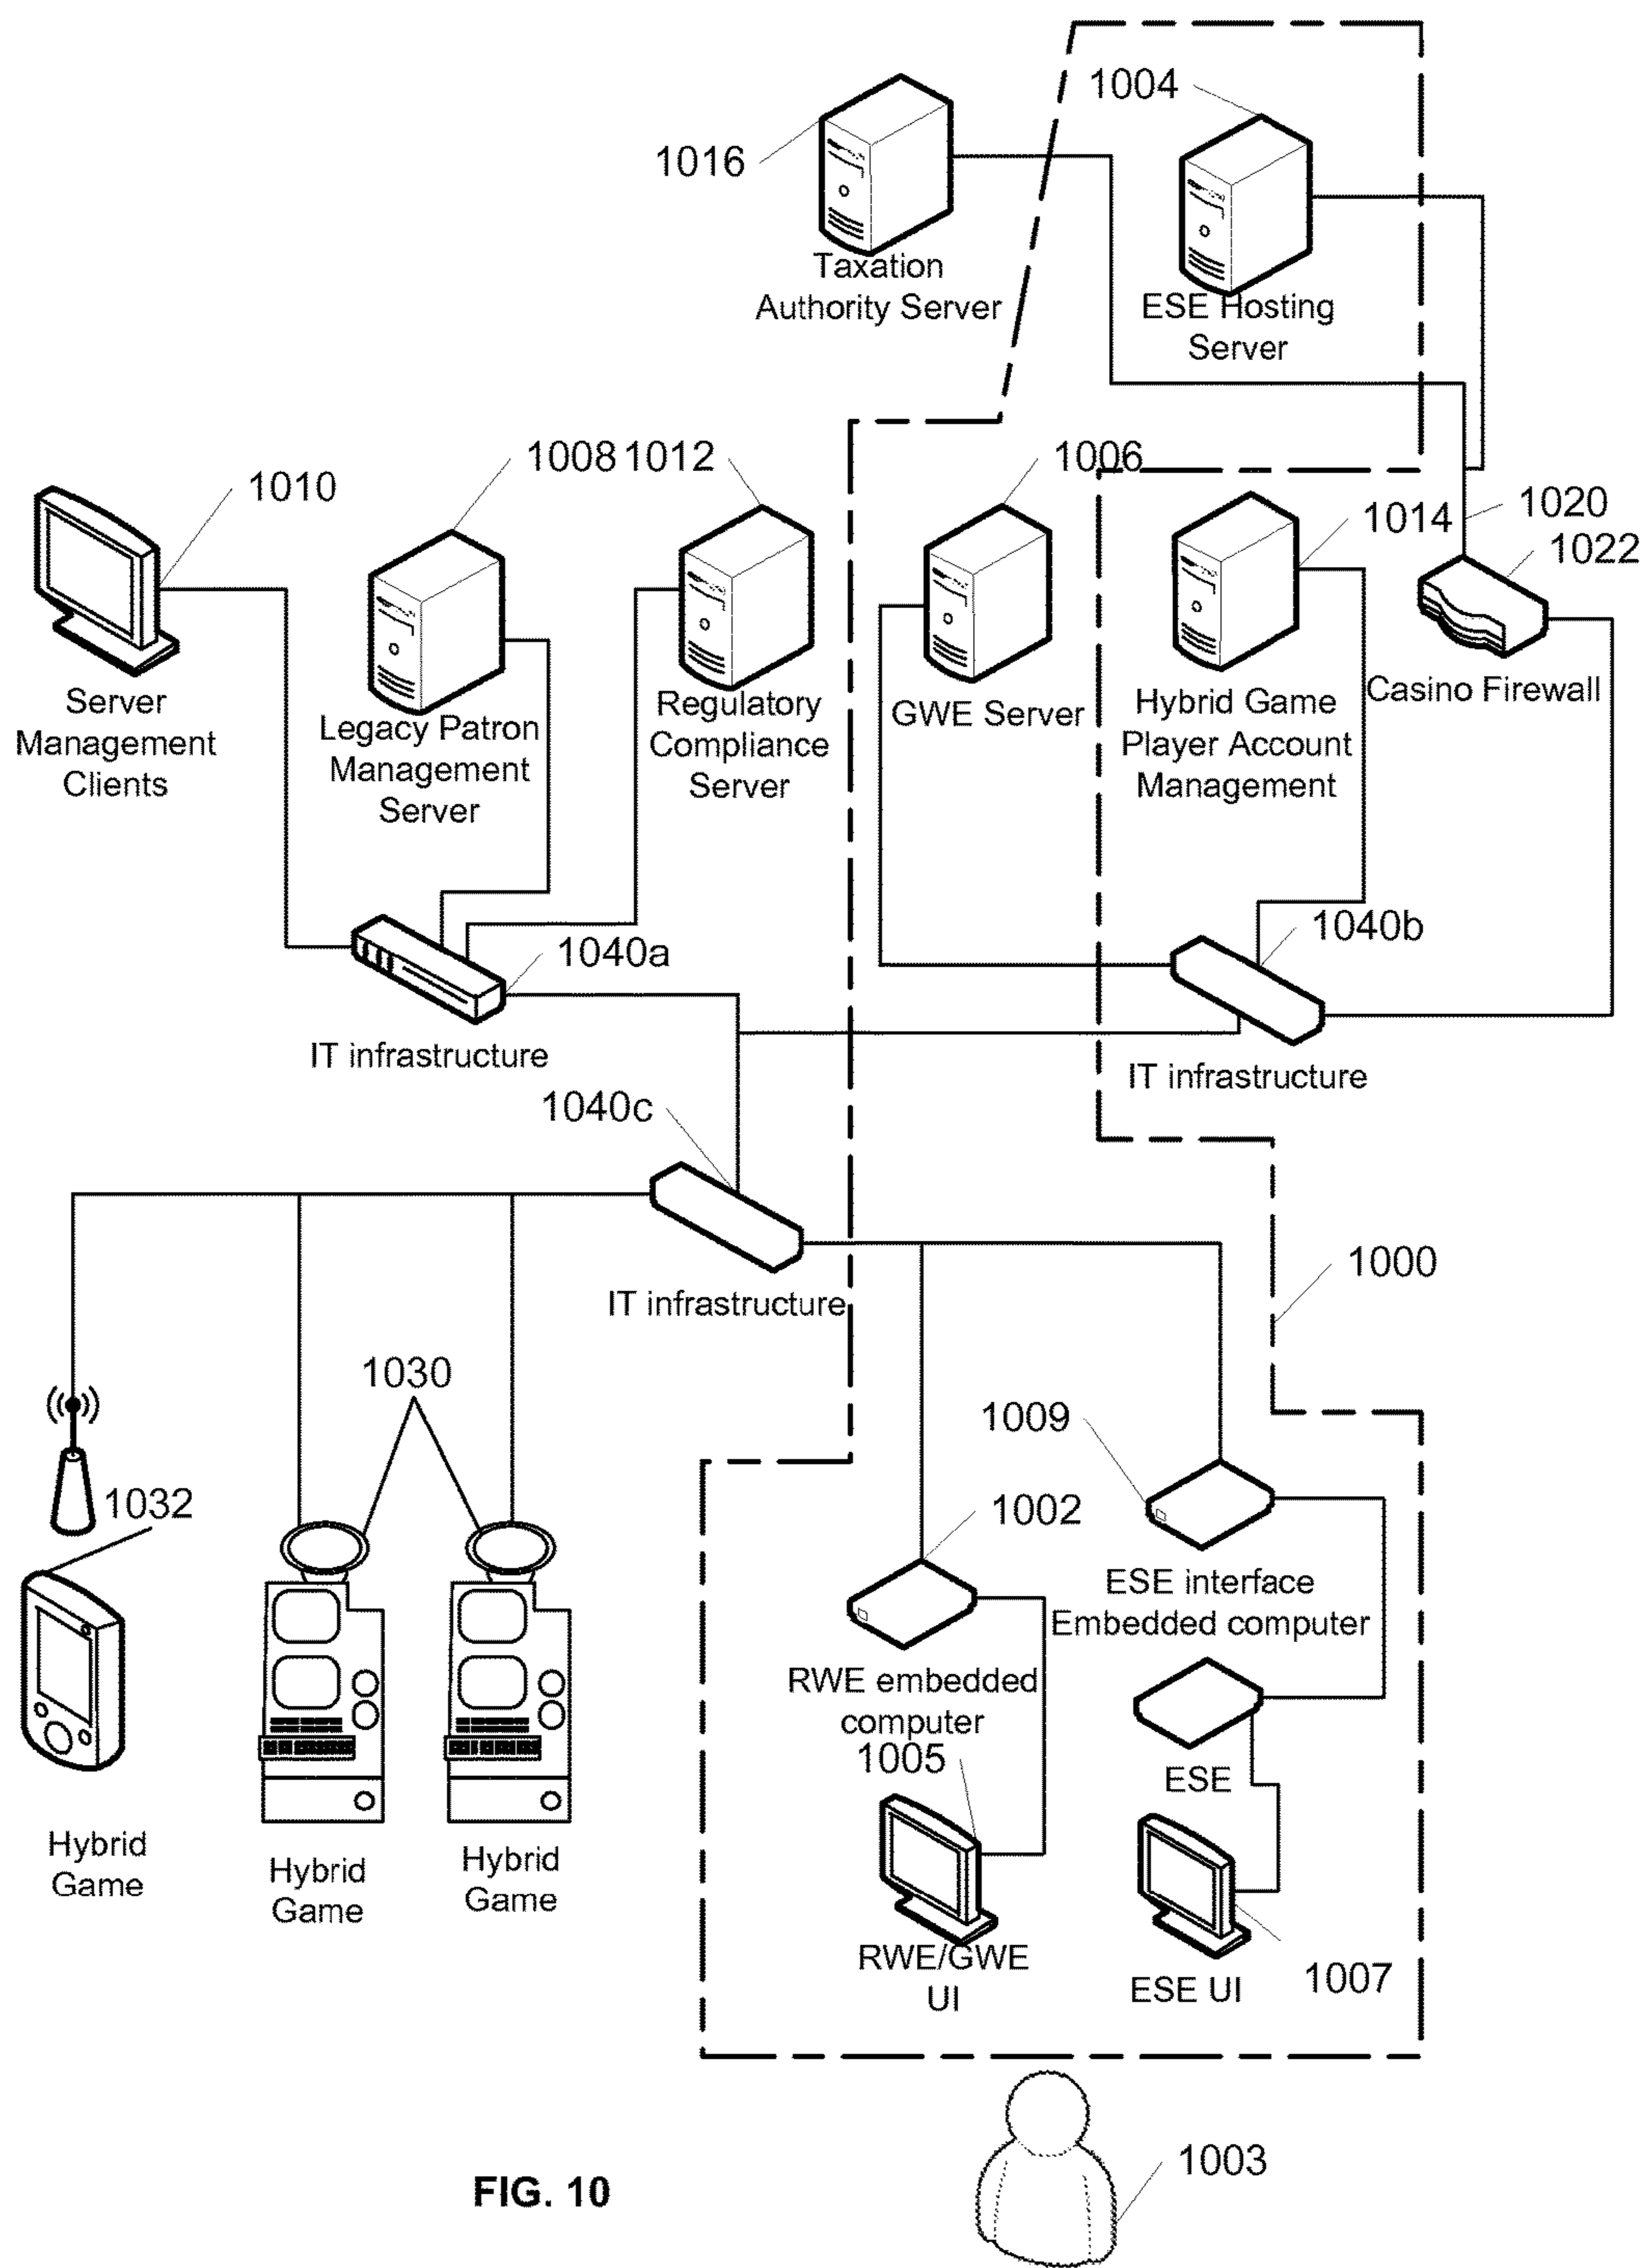 1004
1016
Taxation
Authority Server
ESE Hosting
Server
1008
1012
1006
1010
1014
1020
1022
Server
Management
Clients
Legacy Patron
Management
Server
Regulatory
Compliance
Server
GWE Server
Hybrid Game
Player Account
Management
Casino Firewall
1040a
1040b
IT infrastructure
IT infrastructure
1040c
IT infrastructure
1000
1030
1009
1032
1002
ESE interface
Embedded computer
RWE embedded
computer
1005
ESE
Hybrid
Game
Hybrid
Game
Hybrid
Game
RWE/GWE
UI
ESE UI
1007
1003
FIG. 10